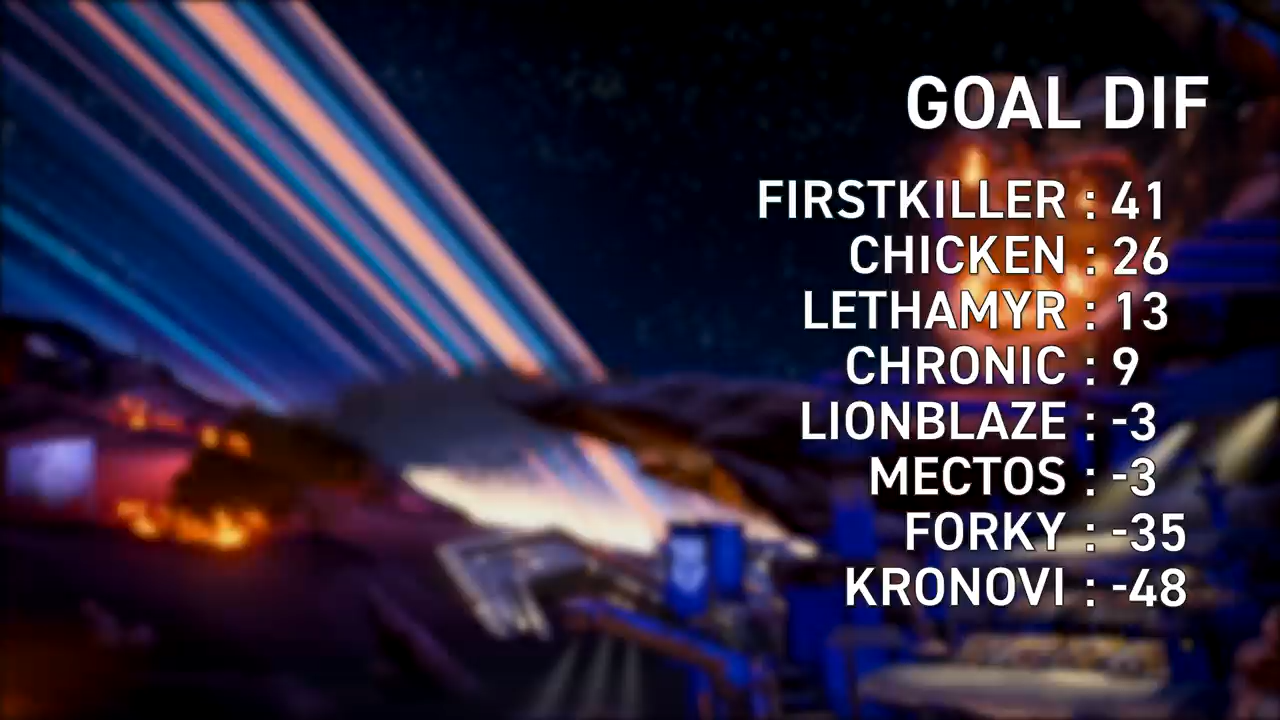 GOAL DIF
FIRSTKILLER : 41
CHICKEN : 26
LETHAMYR : 13
CHRONIC : 9
LIONBLAZE : -3
MECTOS : -3
FORKY : -35
KRONOVI : -48